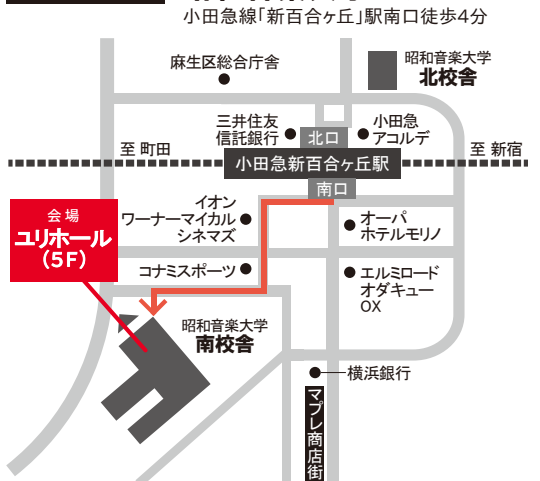 小田急線「新百合ヶ丘」駅南口徒歩4分
麻生区総合庁舎
昭和音楽大学
北校舎
三井住友
信託銀行
北口
小田急
アコルデ
至 町田
小田急新百合ヶ丘駅
至 新宿
南口
会場
ユリホール
（5F）
イオン
ワーナーマイカル
シネマズ
オーパ
ホテルモリノ
コナミスポーツ
エルミロード
オダキュー
OX
昭和音楽大学
南校舎
横浜銀行
マプレ商店街